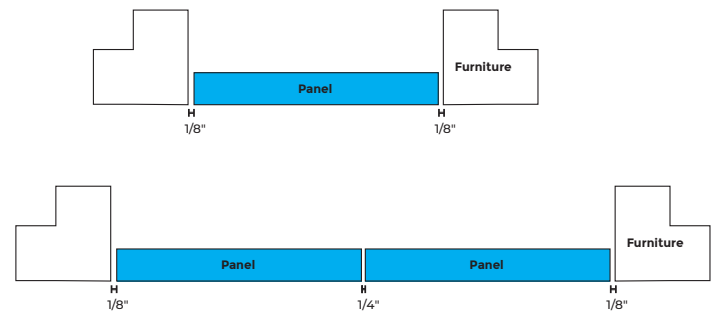 Furniture
Panel
1/8" 1/8"
Furniture
Panel Panel
1/8" 1/4" 1/8"